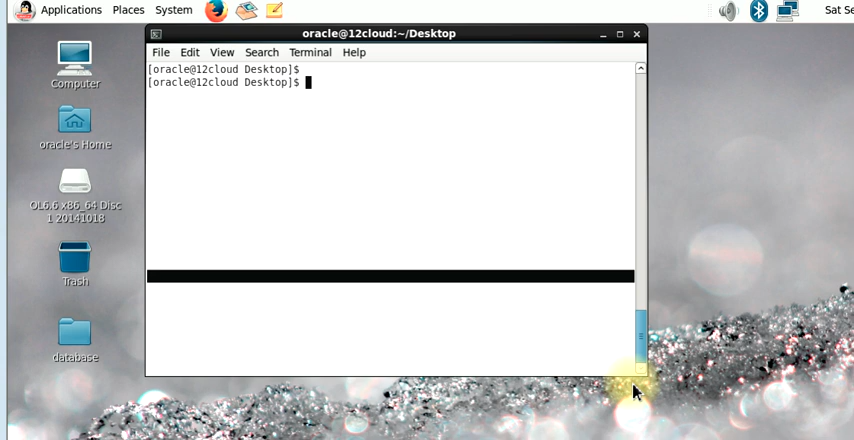 Applications Places System
Sat Se
oracle@12cloud:~/Desktop
File Edit View Search Terminal Help
[oracle@12cloud Desktop]$
[oracle@12cloud Desktop]$
Computer
oracle's Home
OL6.6 x86_64 Disc
1 20141018
Trash
database